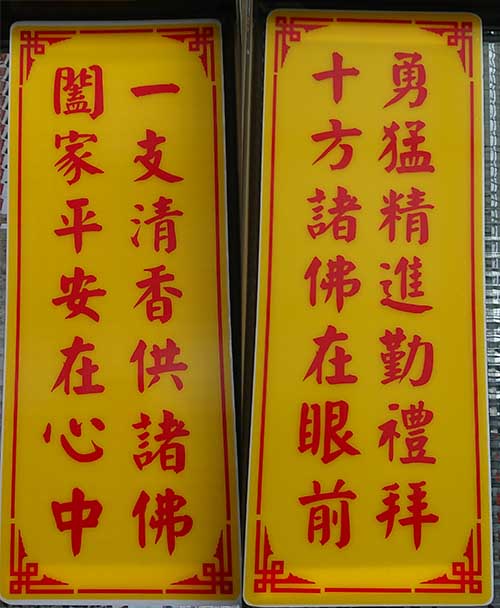 勇猛精進勤禮拜
十方諸佛在眼前
一支清香供諸佛
闔家平安在心中